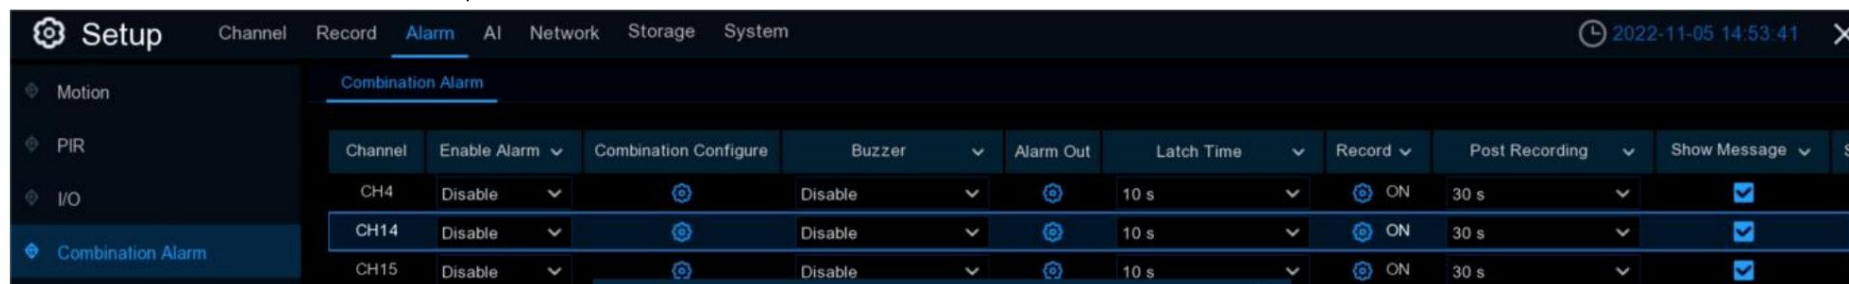 Setup Channel Record Alarm AI Network Storage System 2022-11-05 14:53:41
Motion
Combination Alarm
PIR
Channel Enable Alarm Combination Configure Buzzer Alarm Out Latch Time Record Post Recording Show Message
I/O
CH4 Disable Disable 10 s ON 30 s
Combination Alarm
CH14 Disable Disable 10 s ON 30 s
CH15 Disable Disable 10 s ON 30 s